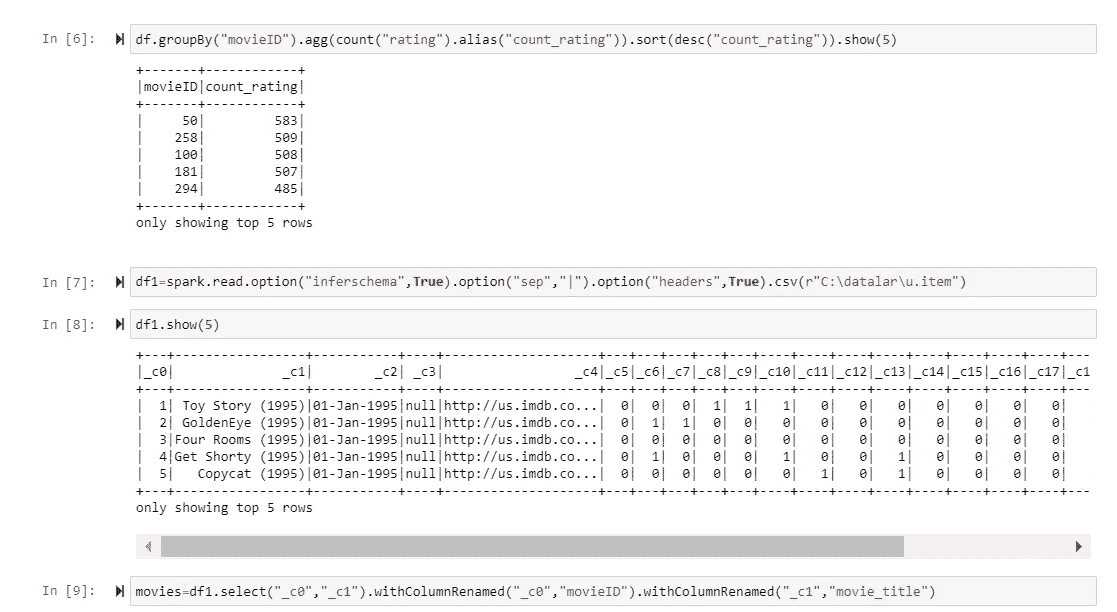 In [6]: df.groupBy("movieID").agg(count("rating").alias("count_rating")).sort(desc("count_rating")).show(5)
+-------+------------+
|movieID|count_rating|
+-------+------------+
|     50|         583|
|    258|         509|
|    100|         508|
|    181|         507|
|    294|         485|
+-------+------------+
only showing top 5 rows
In [7]: df1=spark.read.option("inferschema",True).option("sep","|").option("headers",True).csv(r"C:\datalar\u.item")
In [8]: df1.show(5)
+---+-----------------+-----------+----+--------------------+---+---+---+---+---+----+----+----+----+----+----+----+----+---
|_c0|              _c1|        _c2| _c3|                 _c4|_c5|_c6|_c7|_c8|_c9|_c10|_c11|_c12|_c13|_c14|_c15|_c16|_c17|_c1
+---+-----------------+-----------+----+--------------------+---+---+---+---+---+----+----+----+----+----+----+----+----+---
|  1| Toy Story (1995)|01-Jan-1995|null|http://us.imdb.co...|  0|  0|  0|  1|  1|   1|   0|   0|   0|   0|   0|   0|   0|
|  2| GoldenEye (1995)|01-Jan-1995|null|http://us.imdb.co...|  0|  1|  1|  0|  0|   0|   0|   0|   0|   0|   0|   0|   0|
|  3|Four Rooms (1995)|01-Jan-1995|null|http://us.imdb.co...|  0|  0|  0|  0|  0|   0|   0|   0|   0|   0|   0|   0|   0|
|  4|Get Shorty (1995)|01-Jan-1995|null|http://us.imdb.co...|  0|  1|  0|  0|  0|   1|   0|   0|   1|   0|   0|   0|   0|
|  5|   Copycat (1995)|01-Jan-1995|null|http://us.imdb.co...|  0|  0|  0|  0|  0|   0|   1|   0|   1|   0|   0|   0|   0|
+---+-----------------+-----------+----+--------------------+---+---+---+---+---+----+----+----+----+----+----+----+----+---
only showing top 5 rows
In [9]: movies=df1.select("_c0","_c1").withColumnRenamed("_c0","movieID").withColumnRenamed("_c1","movie_title")